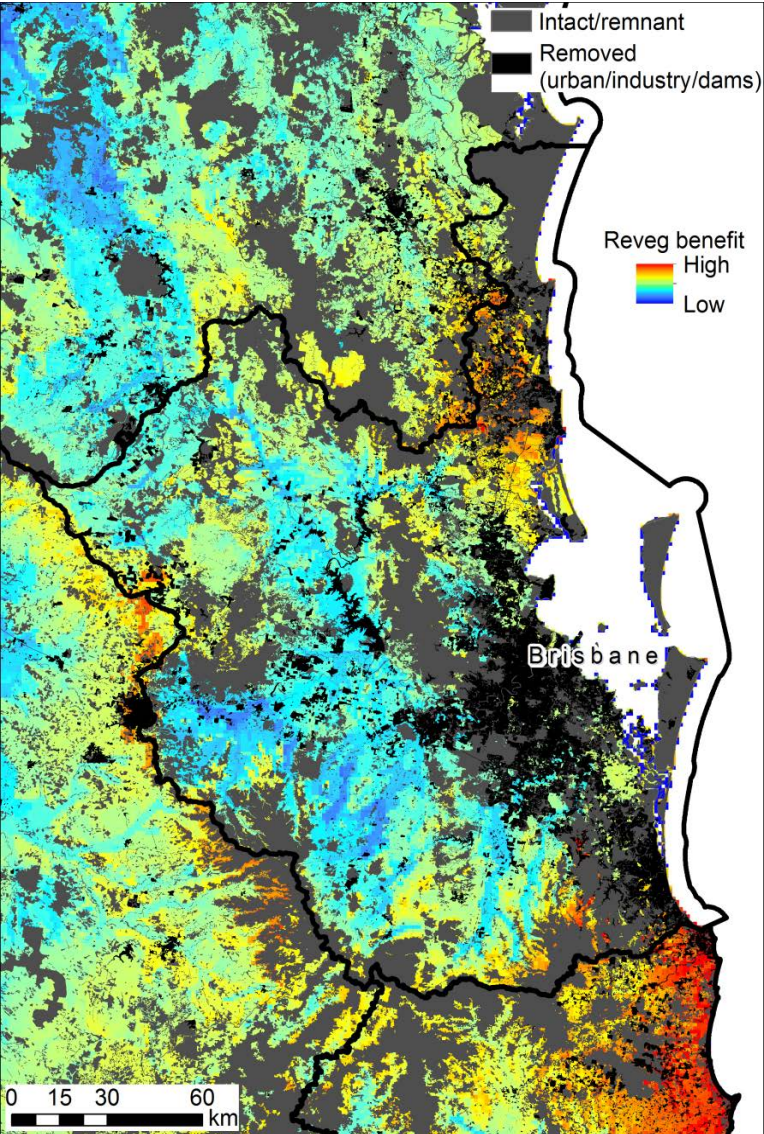 Intact/remnant
Removed
(urban/industry/dams)
Reveg benefit
High
Low
Brisbane
0 15 30 60
km